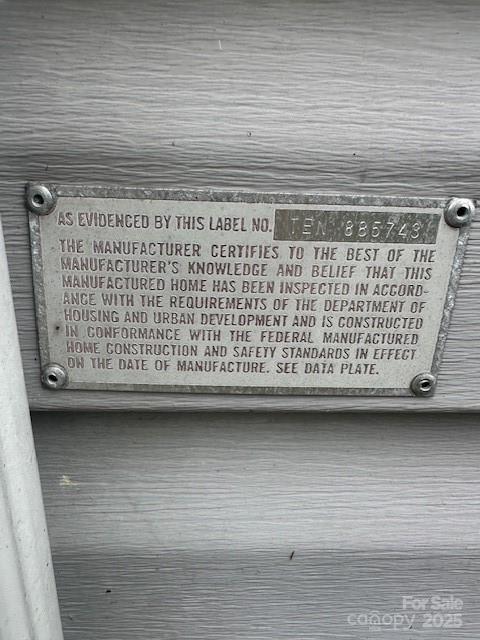 AS EVIDENCED BY THIS LABEL NO. TEN 885743
THE MANUFACTURER CERTIFIES TO THE BEST OF THE
MANUFACTURER'S KNOWLEDGE AND BELIEF THAT THIS
MANUFACTURED HOME HAS BEEN INSPECTED IN ACCORD-
ANCE WITH THE REQUIREMENTS OF THE DEPARTMENT OF
HOUSING AND URBAN DEVELOPMENT AND IS CONSTRUCTED
IN CONFORMANCE WITH THE FEDERAL MANUFACTURED
HOME CONSTRUCTION AND SAFETY STANDARDS IN EFFECT
ON THE DATE OF MANUFACTURE. SEE DATA PLATE.
For Sale
canopy 2025